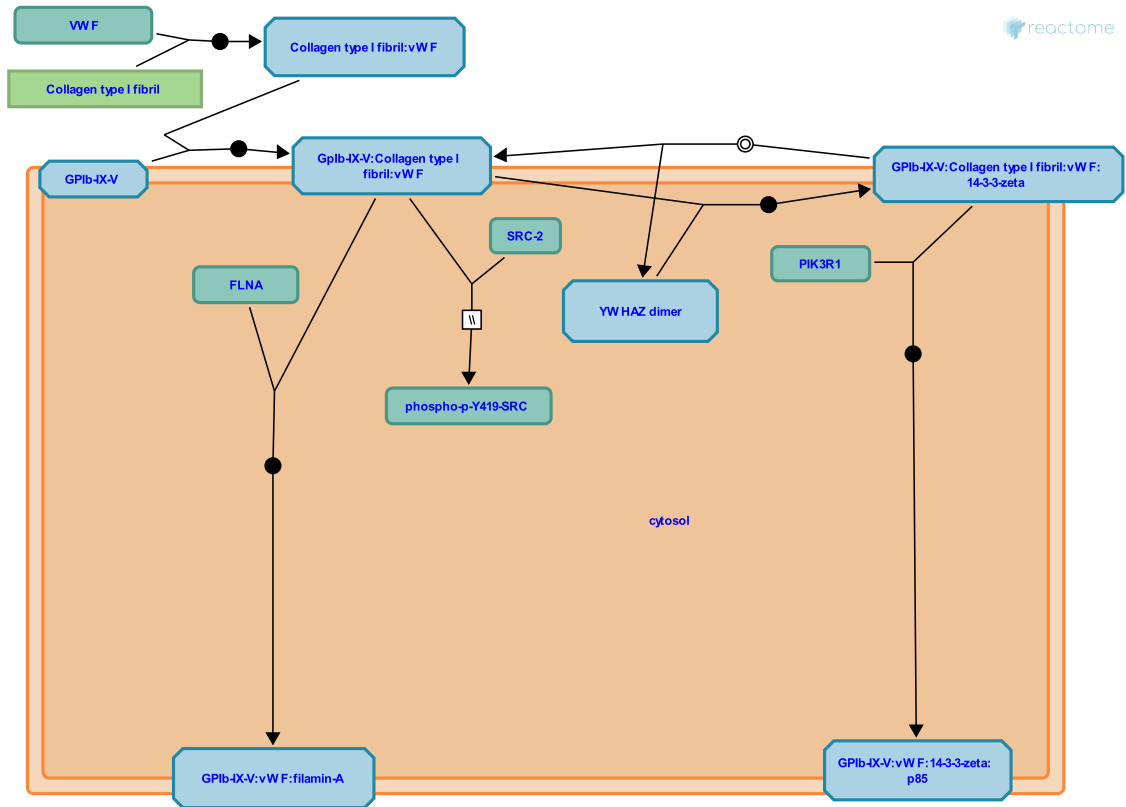 VWF
reactome
Collagen type I fibril:vWF
Collagen type I fibril
GPIb-IX-V
GpIb-IX-V:Collagen type I
fibril:vWF
GPIb-IX-V:Collagen type I fibril:vWF:
14-3-3-zeta
SRC-2
PIK3R1
FLNA
YWHAZ dimer
\\
phospho-p-Y419-SRC
cytosol
GPIb-IX-V:vWF:filamin-A
GPIb-IX-V:vWF:14-3-3-zeta:
p85